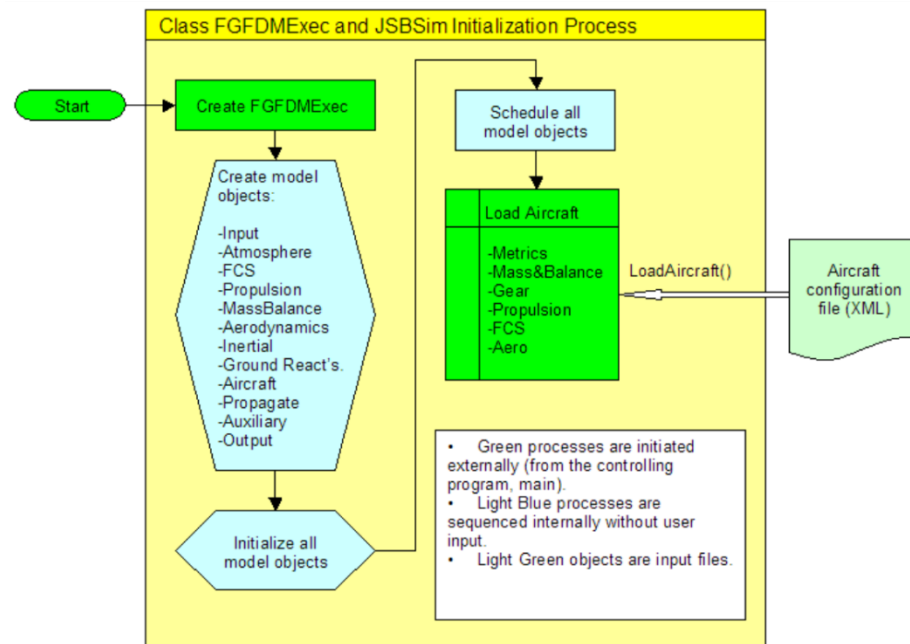 Class FGFDMExec and JSBSim Initialization Process
Start
Create FGFDMExec
Create model
objects:
-Input
-Atmosphere
-FCS
-Propulsion
-MassBalance
-Aerodynamics
-Inertial
-Ground React's.
-Aircraft
-Propagate
-Auxiliary
-Output
Initialize all
model objects
Schedule all
model objects
Load Aircraft
-Metrics
-Mass&Balance
-Gear
-Propulsion
-FCS
-Aero
LoadAircraft()
Aircraft
configuration
file (XML)
• Green processes are initiated
externally (from the controlling
program, main).
• Light Blue processes are
sequenced internally without user
input.
• Light Green objects are input files.